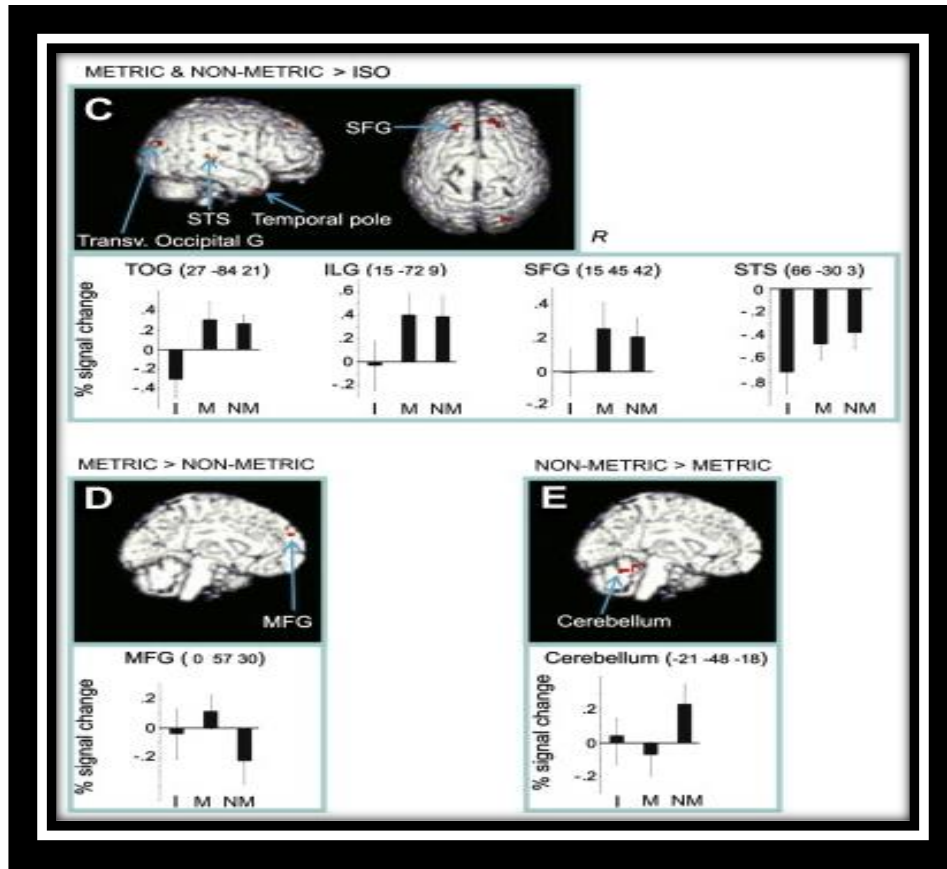 METRIC & NON-METRIC > ISO
C
SFG
STS
Temporal pole
Transv. Occipital G
R
TOG (27 -84 21)
ILG (15 -72 9)
SFG (15 45 42)
STS (66 -30 3)
% signal change
.4
.2
0
-.2
-.4
I M NM
.6
.4
.2
0
-.2
I M NM
.4
.2
0
-.2
I M NM
0
-.2
-.4
-.6
-.8
I M NM
METRIC > NON-METRIC
D
MFG
MFG ( 0 57 30)
% signal change
.2
0
-.2
I M NM
NON-METRIC > METRIC
E
Cerebellum
Cerebellum (-21 -48 -18)
% signal change
.2
0
-.2
I M NM